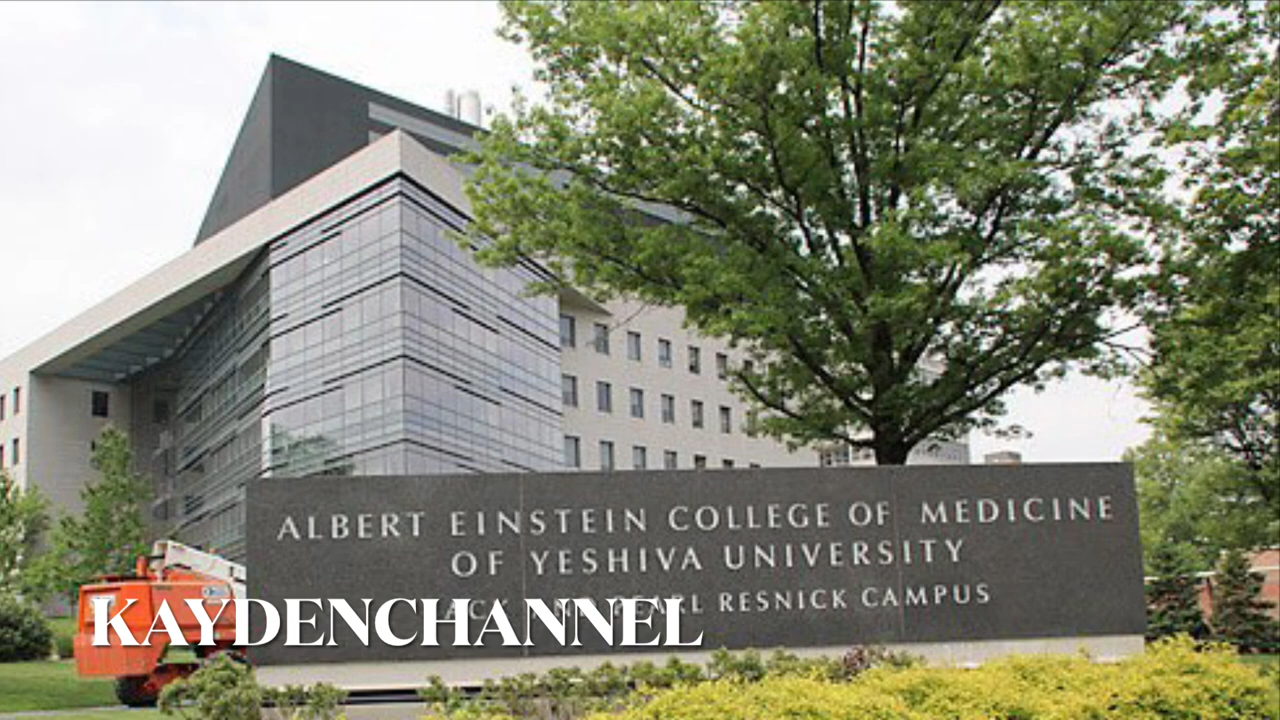 ALBERT EINSTEIN COLLEGE OF MEDICINE
OF YESHIVA UNIVERSITY
RESNICK CAMPUS
KAYDENCHANNEL